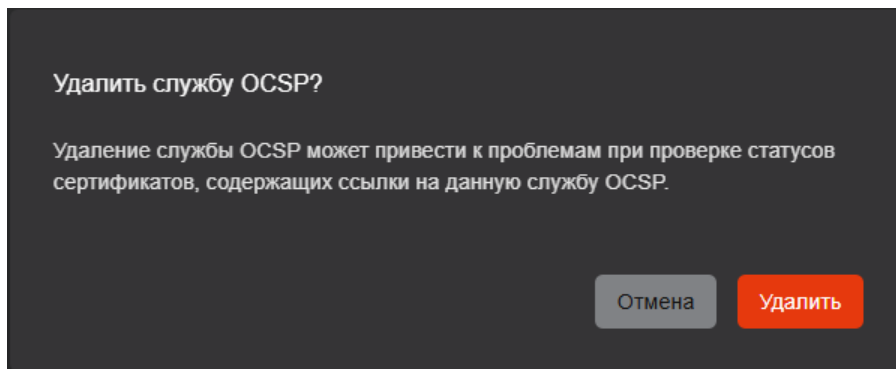 Удалить службу OCSP?
Удаление службы OCSP может привести к проблемам при проверке статусов
сертификатов, содержащих ссылки на данную службу OCSP.
Отмена
Удалить